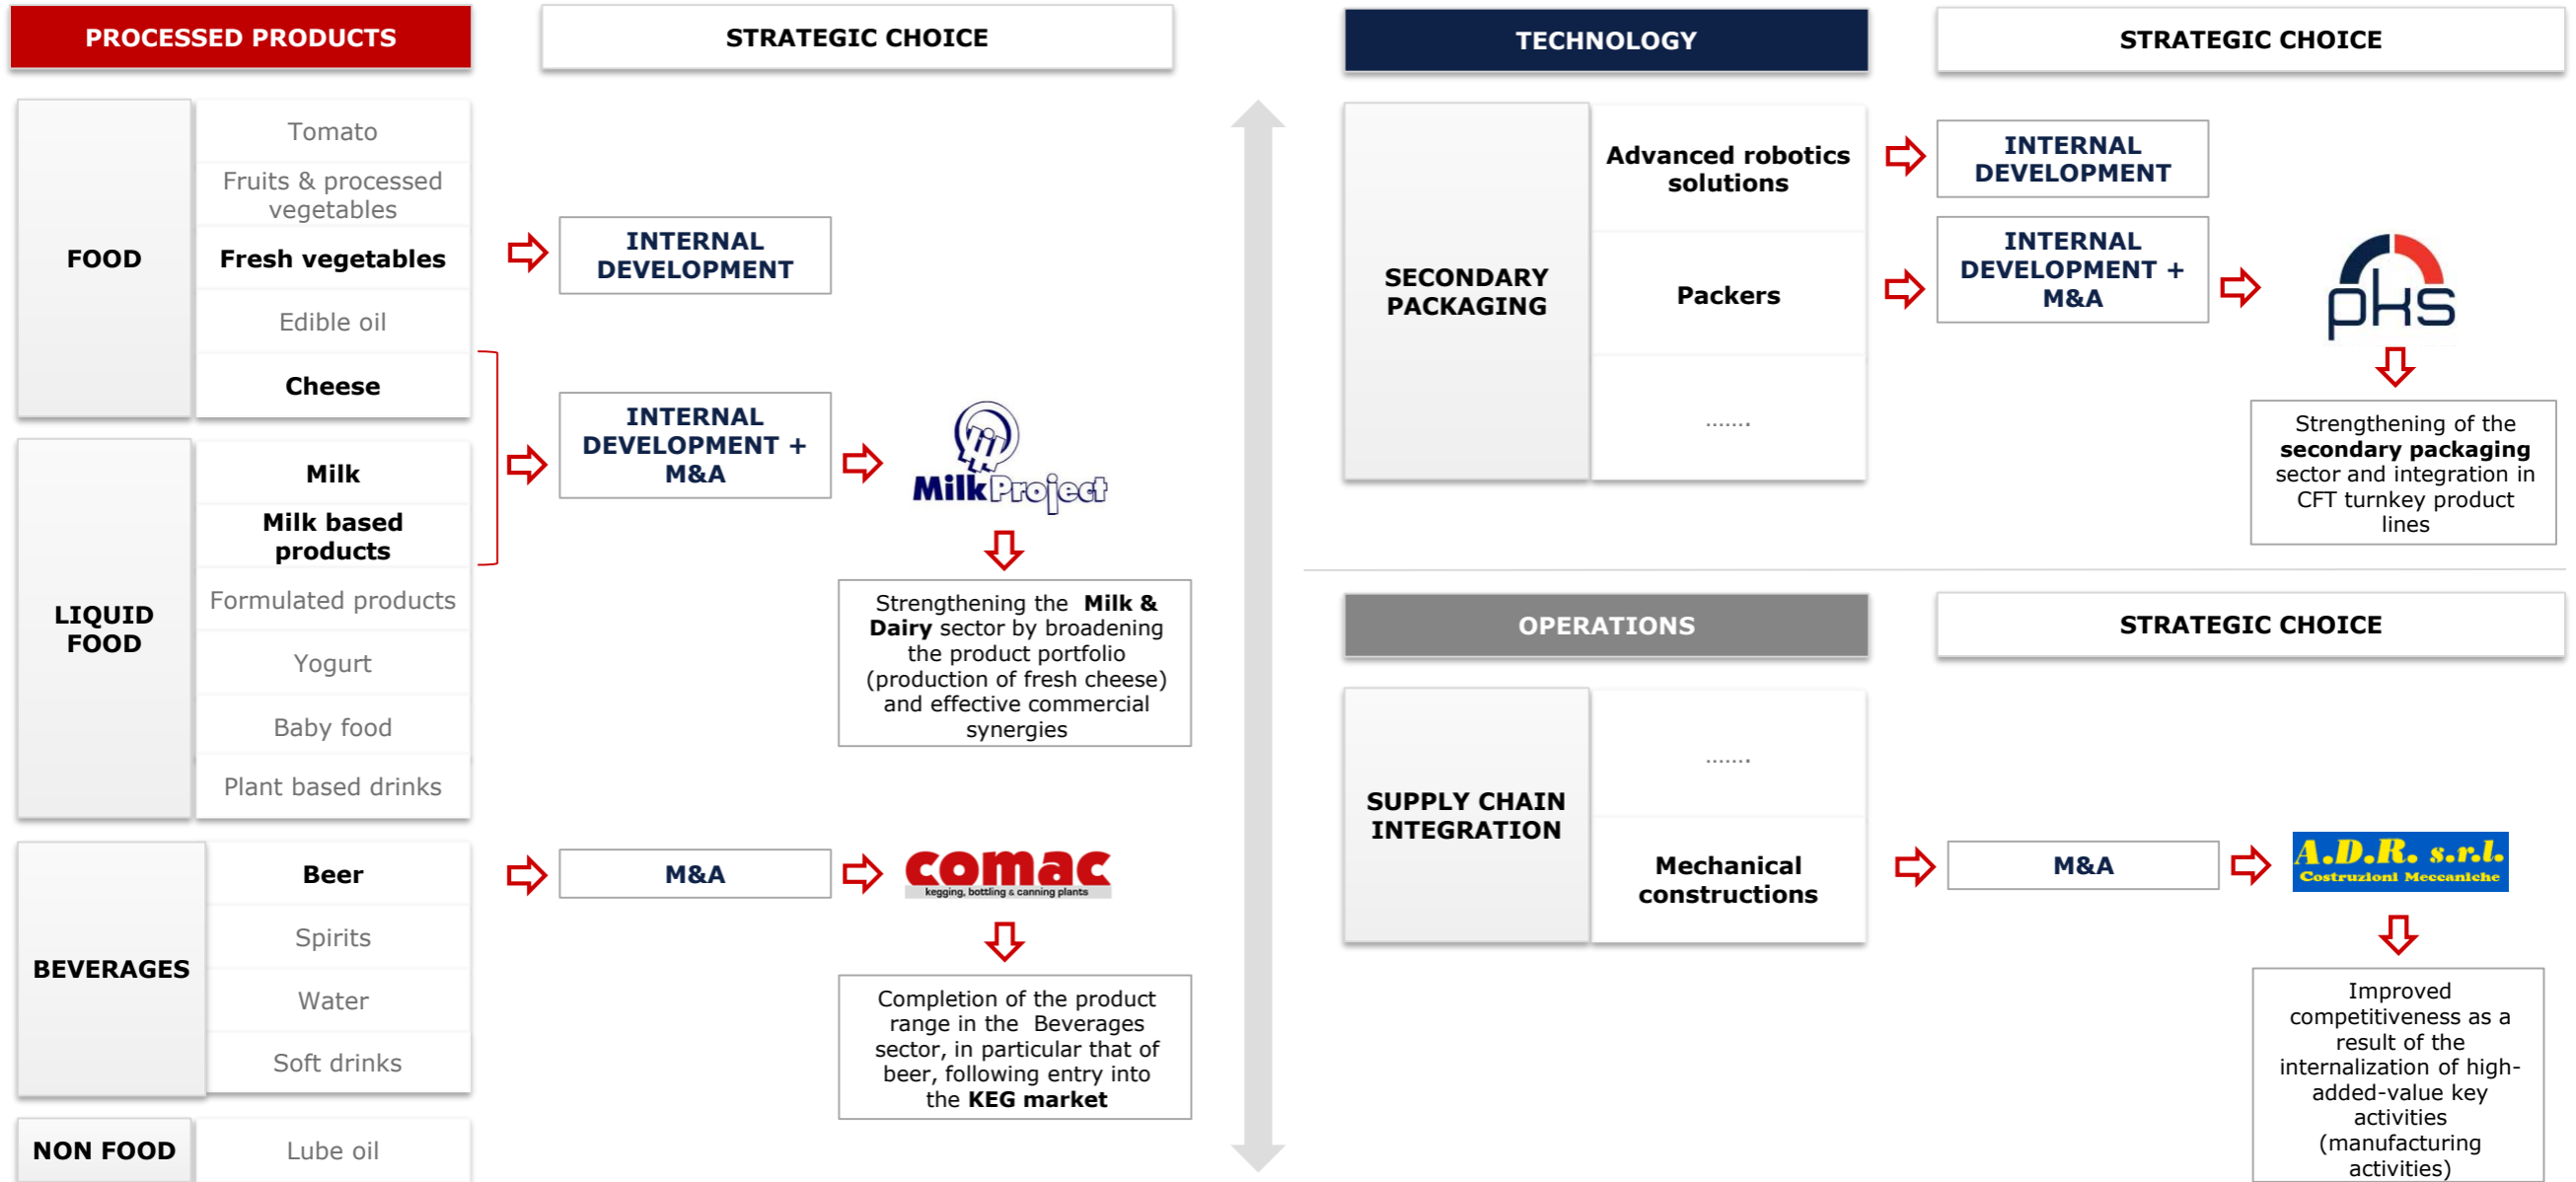 PROCESSED PRODUCTS
STRATEGIC CHOICE
FOOD
Tomato
Fruits & processed
vegetables
Fresh vegetables
Edible oil
Cheese
INTERNAL
DEVELOPMENT
LIQUID
FOOD
Milk
Milk based
products
Formulated products
Yogurt
Baby food
Plant based drinks
INTERNAL
DEVELOPMENT +
M&A
MilkProject
Strengthening the Milk &
Dairy sector by broadening
the product portfolio
(production of fresh cheese)
and effective commercial
synergies
BEVERAGES
Beer
Spirits
Water
Soft drinks
M&A
comac
kegging, bottling & canning plants
Completion of the product
range in the Beverages
sector, in particular that of
beer, following entry into
the KEG market
NON FOOD
Lube oil
TECHNOLOGY
STRATEGIC CHOICE
SECONDARY
PACKAGING
Advanced robotics
solutions
Packers
.......
INTERNAL
DEVELOPMENT
INTERNAL
DEVELOPMENT +
M&A
pks
Strengthening of the
secondary packaging
sector and integration in
CFT turnkey product
lines
OPERATIONS
STRATEGIC CHOICE
SUPPLY CHAIN
INTEGRATION
.......
Mechanical
constructions
M&A
A.D.R. s.r.l.
Costruzioni Meccaniche
Improved
competitiveness as a
result of the
internalization of high-
added-value key
activities
(manufacturing
activities)